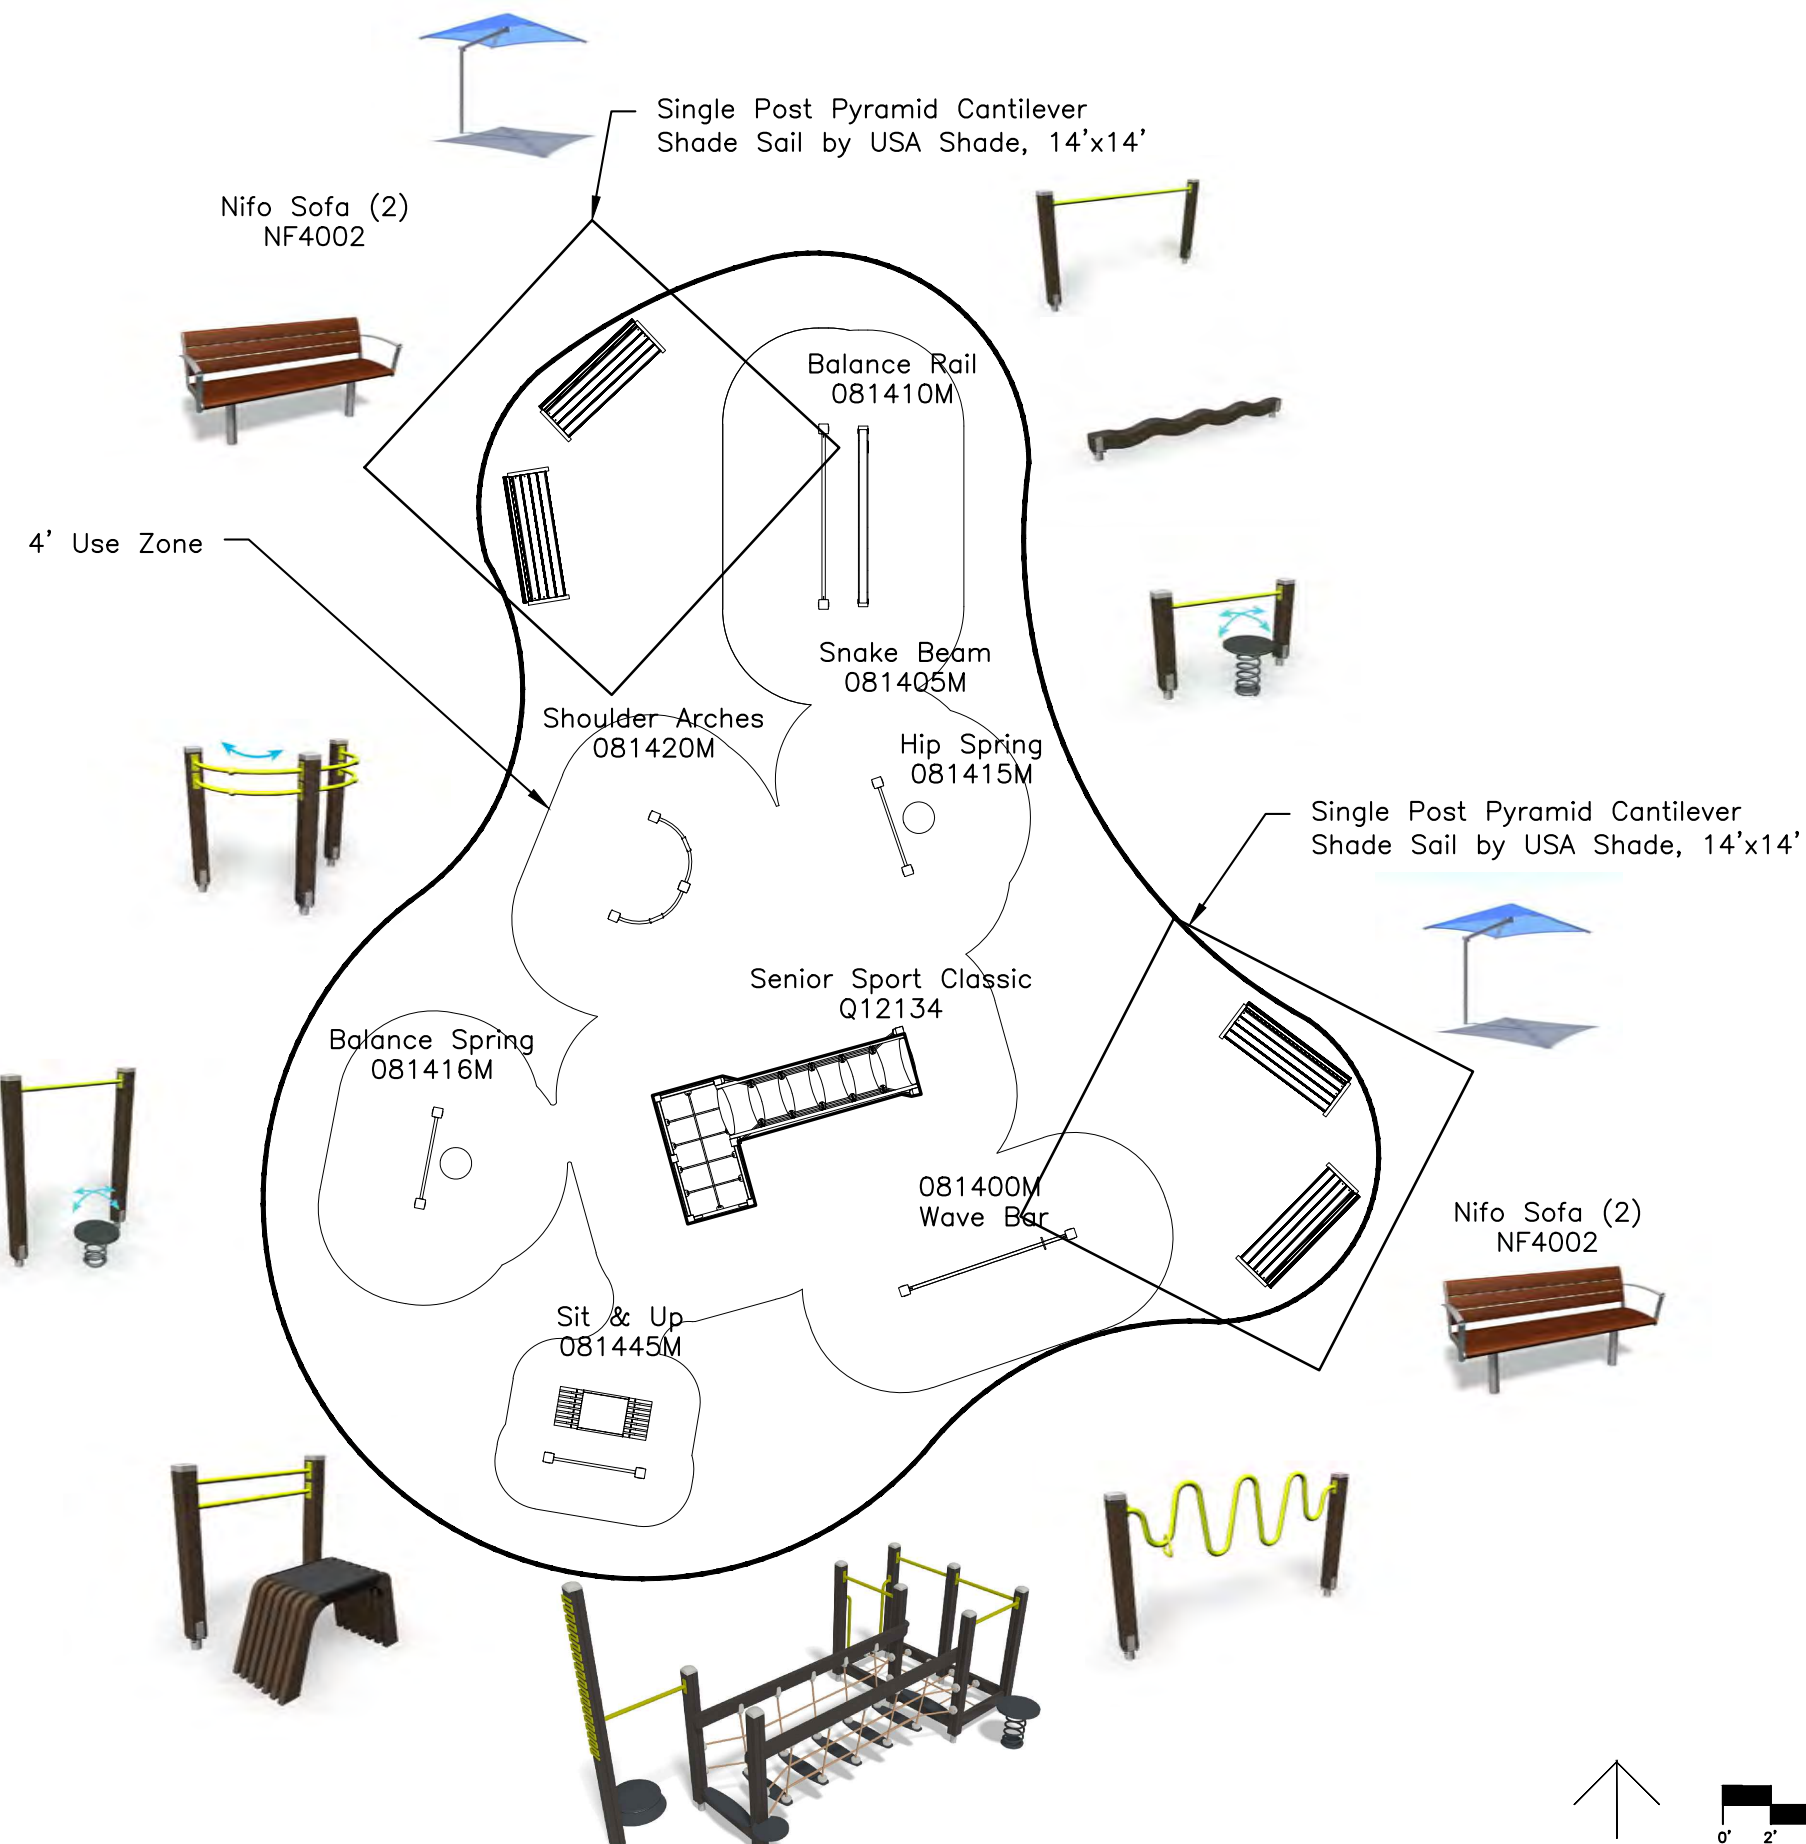 Single Post Pyramid Cantilever
Shade Sail by USA Shade, 14'x14'
Nifo Sofa (2)
NF4002
Balance Rail
081410M
4' Use Zone
Snake Beam
081405M
Shoulder Arches
081420M
Hip Spring
081415M
Single Post Pyramid Cantilever
Shade Sail by USA Shade, 14'x14'
Senior Sport Classic
Q12134
Balance Spring
081416M
081400M
Wave Bar
Nifo Sofa (2)
NF4002
Sit & Up
081445M
0' 2'